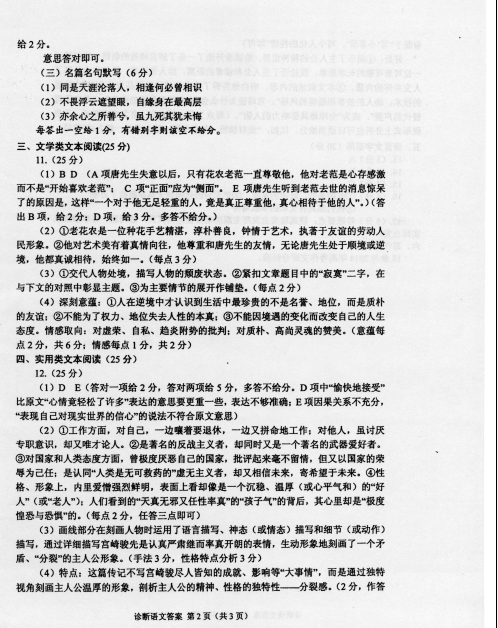 给2分。
意思答对即可。
（三）名篇名句默写（6分）
（1）同是天涯沦落人，相逢何必曾相识
（2）不畏浮云遮望眼，自缘身在最高层
（3）亦余心之所善兮，虽九死其犹未悔
每答出一空给1分，有错别字则该空不给分。
三、文学类文本阅读(25分)
11.（25分）
（1）B D （A项唐先生失意以后，只有花农老范一直尊敬他，他对老范是心存感激
而不是“开始喜欢老范”； C 项“正面”应为“侧面”。 E 项唐先生听到老范去世的消息惊呆
了的原因是，这样“一个对于他无足轻重的人，竟是真正尊重他，真心相待于他的人”。）（答
出B项，给2分；D项，给3分。多答不给分。）
（2）①老花农是一位种花手艺精湛，淳朴善良，钟情于艺术，执著于友谊的劳动人
民形象。②他对艺术美有着真情向往，他尊重和唐先生的友情，无论唐先生处于顺境或逆
境，他都真诚相待，始终如一。（每点3分）
（3）①交代人物处境，描写人物的颓废状态。②紧扣文章题目中的“寂寞”二字，在
与下文的对照中彰显主题。③为主要情节的展开作铺垫。（每点2分）
（4）深刻意蕴：①人在逆境中才认识到生活中最珍贵的不是名誉、地位，而是质朴
的友谊；②不能为了权力、地位失去人性的本真；③不能因境遇的变化而改变自己的人生
态度。情感取向：对虚荣、自私、趋炎附势的批判；对质朴、高尚灵魂的赞美。（意蕴每
点2分，共6分；情感每点1分，共2分）
四、实用类文本阅读（25分）
12.（25分）
（1）D E（答对一项给2分，答对两项给5分，多答不给分。D项中“愉快地接受”
比原文“心情竟轻松了许多”表达的意思要更重一些，表达不够准确；E项因果关系不充分，
“表现自己对现实世界的信心”的说法不符合原文意思）
（2）①工作方面，对自己，一边嚷着要退休，一边又拼命地工作；对他人，虽讨厌
专职意识，却又唯才论人。②是著名的反战主义者，却同时又是一个著名的武器爱好者。
③对国家和人类态度方面，曾极度厌恶自己的国家，批评起来毫不留情，但又以国家的荣
辱为己任；是认同“人类是无可救药的”虚无主义者，却又相信未来，寄希望于未来。④性
格、形象上，内里爱憎强烈鲜明，表面上看却像是一个沉稳、温厚（或心平气和）的“好
人”（或“老人”）；人们看到的“天真无邪又任性率真”的“孩子气”的背后，其心里却是“极度
惶恐与恐惧”的。（每点2分，任答三点即可）
（3）画线部分在刻画人物时运用了语言描写、神态（或情态）描写和细节（或动作）
描写，通过详细描写宫崎骏先是认真严肃继而率真开朗的表情，生动形象地刻画了一个矛
盾、“分裂”的主人公形象。（手法3分，性格特点分析3分）
（4）特点：这篇传记不写宫崎骏尽人皆知的成就、影响等“大事情”，而是通过独特
视角刻画主人公温厚的形象，剖析主人公的精神、性格的独特性——分裂感。（2分，作答
诊断语文答案 第2页（共3页）